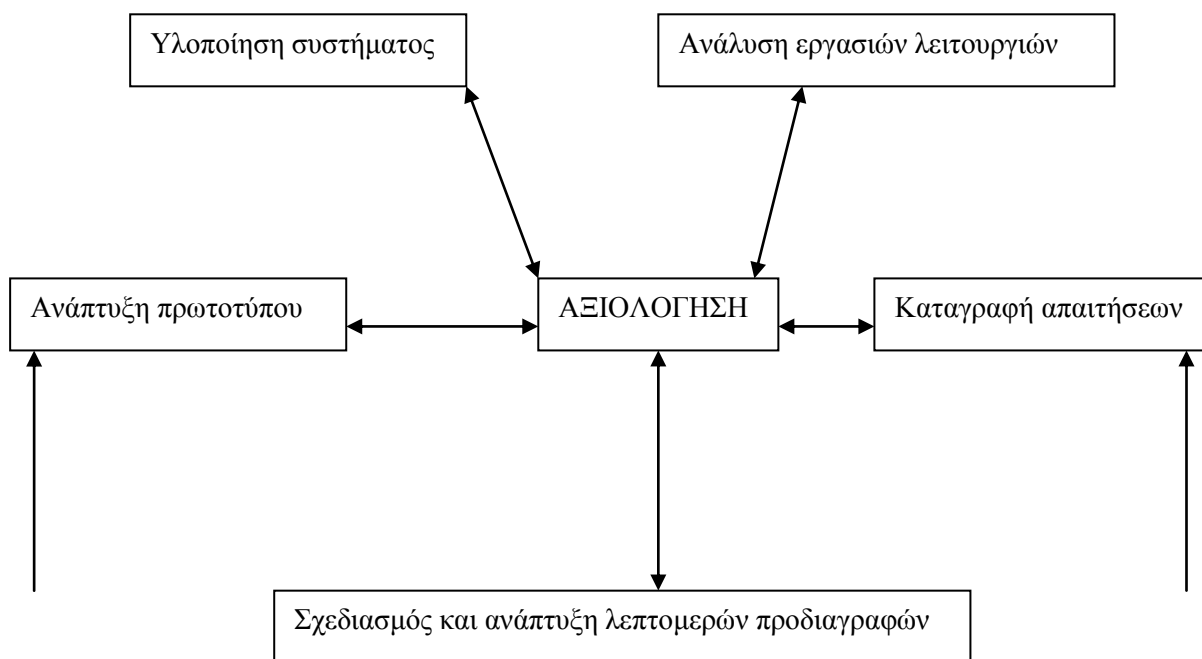 Υλοποίηση συστήματος
Ανάλυση εργασιών λειτουργιών
Ανάπτυξη πρωτοτύπου
ΑΞΙΟΛΟΓΗΣΗ
Καταγραφή απαιτήσεων
Σχεδιασμός και ανάπτυξη λεπτομερών προδιαγραφών